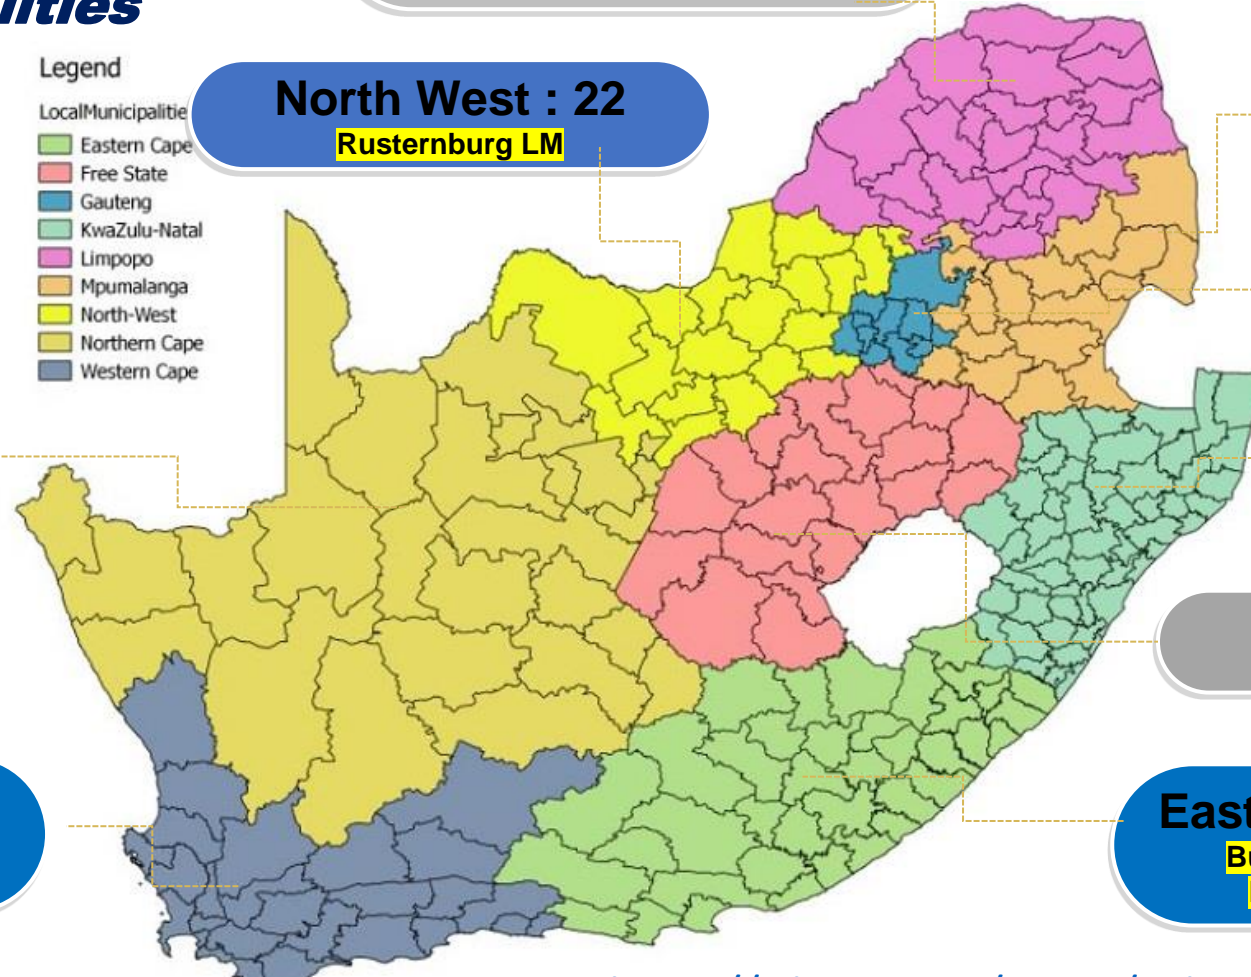 Legend
LocalMunicipalitie
Eastern Cape
Free State
Gauteng
KwaZulu-Natal
Limpopo
Mpumalanga
North-West
Northern Cape
Western Cape
North West : 22
Rusternburg LM
East